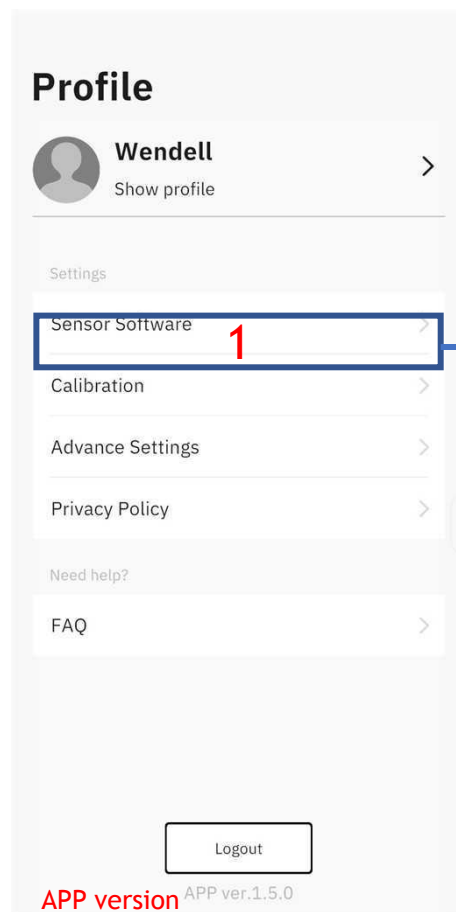 Profile
Wendell
Show profile
Settings
Sensor Software
1
Calibration
Advance Settings
Privacy Policy
Need help?
FAQ
Logout
APP version APP ver.1.5.0